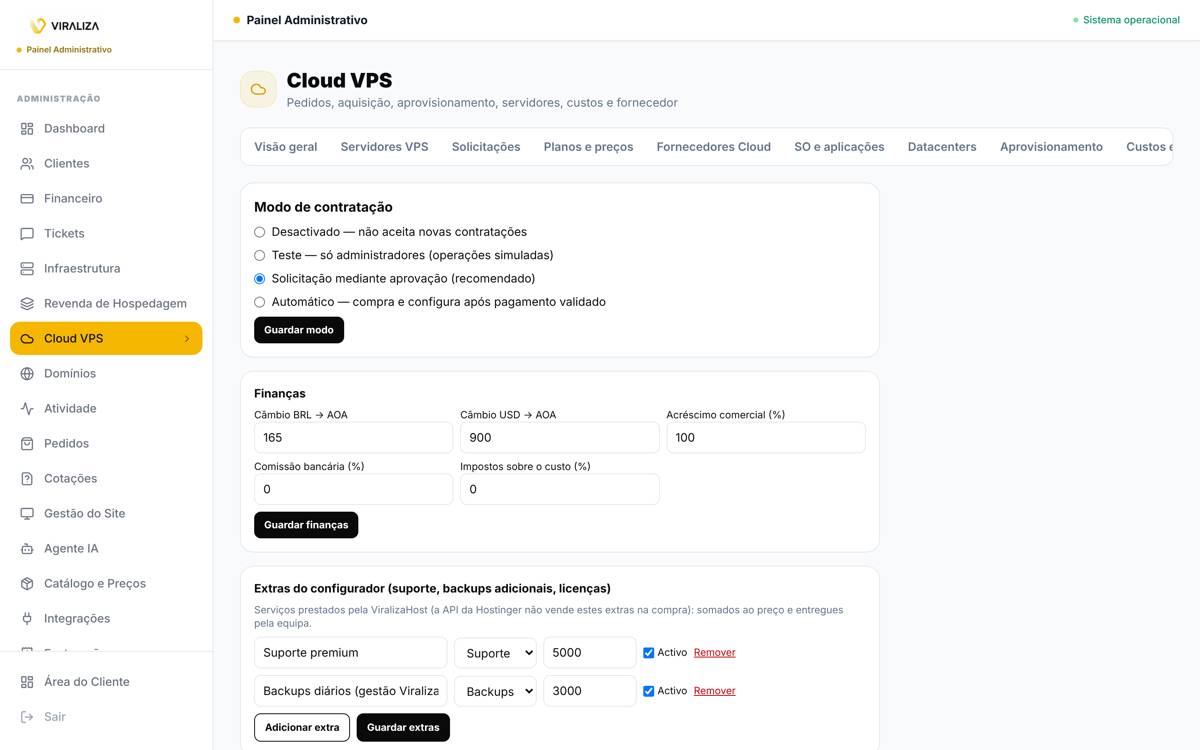 VIRALIZA
Painel Administrativo
ADMINISTRAÇÃO
Dashboard
Clientes
Financeiro
Tickets
Infraestrutura
Revenda de Hospedagem
Cloud VPS
Domínios
Atividade
Pedidos
Cotações
Gestão do Site
Agente IA
Catálogo e Preços
Integrações
Área do Cliente
Sair
Painel Administrativo
Sistema operacional
Cloud VPS
Pedidos, aquisição, aprovisionamento, servidores, custos e fornecedor
Visão geral Servidores VPS Solicitações Planos e preços Fornecedores Cloud SO e aplicações Datacenters Aprovisionamento Custos e
Modo de contratação
Desactivado — não aceita novas contratações
Teste — só administradores (operações simuladas)
Solicitação mediante aprovação (recomendado)
Automático — compra e configura após pagamento validado
Guardar modo
Finanças
Câmbio BRL → AOA Câmbio USD → AOA Acréscimo comercial (%)
165 900 100
Comissão bancária (%) Impostos sobre o custo (%)
0 0
Guardar finanças
Extras do configurador (suporte, backups adicionais, licenças)
Serviços prestados pela ViralizaHost (a API da Hostinger não vende estes extras na compra): somados ao preço e entregues
pela equipa.
Suporte premium Suporte 5000 Activo Remover
Backups diários (gestão Viraliza Backups 3000 Activo Remover
Adicionar extra Guardar extras